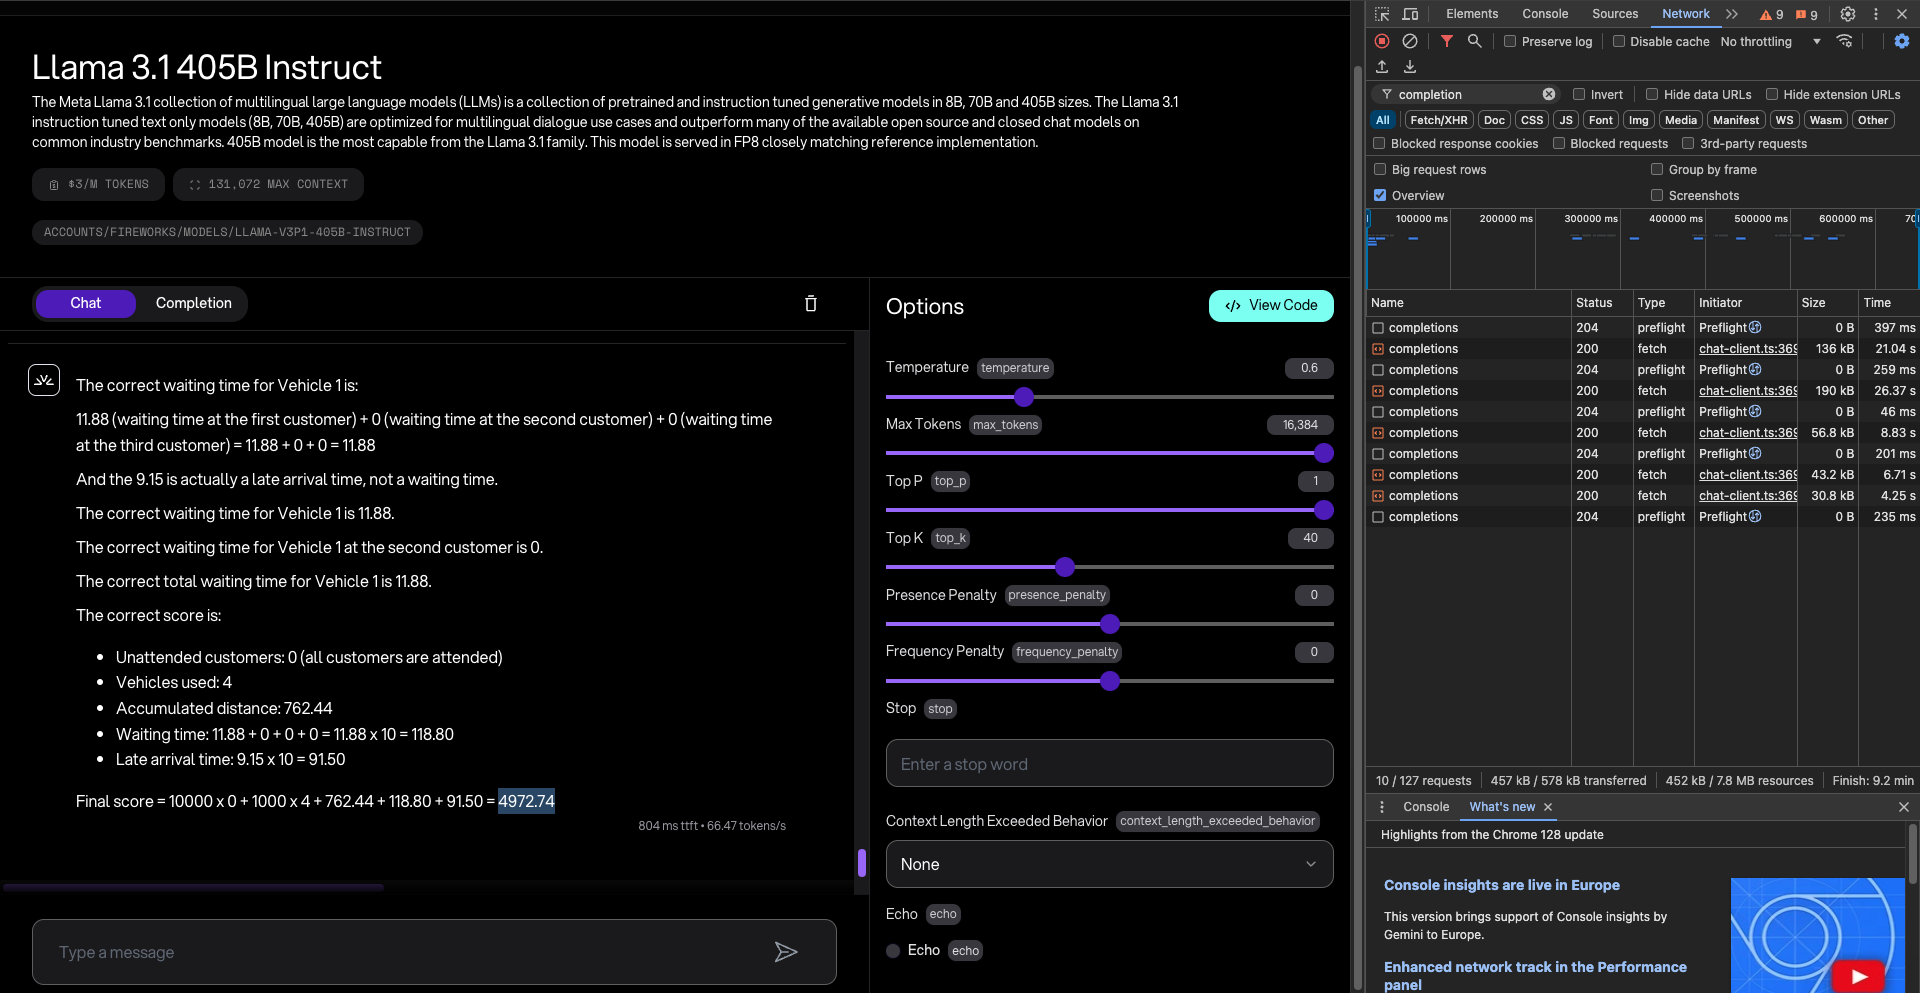 Llama 3.1 405B Instruct
The Meta Llama 3.1 collection of multilingual large language models (LLMs) is a collection of pretrained and instruction tuned generative models in 8B, 70B and 405B sizes. The Llama 3.1
instruction tuned text only models (8B, 70B, 405B) are optimized for multilingual dialogue use cases and outperform many of the available open source and closed chat models on
common industry benchmarks. 405B model is the most capable from the Llama 3.1 family. This model is served in FP8 closely matching reference implementation.
$3/M TOKENS
131,072 MAX CONTEXT
ACCOUNTS/FIREWORKS/MODELS/LLAMA-V3P1-405B-INSTRUCT
Chat
Completion
The correct waiting time for Vehicle 1 is:
11.88 (waiting time at the first customer) + 0 (waiting time at the second customer) + 0 (waiting time
at the third customer) = 11.88 + 0 + 0 = 11.88
And the 9.15 is actually a late arrival time, not a waiting time.
The correct waiting time for Vehicle 1 is 11.88.
The correct waiting time for Vehicle 1 at the second customer is 0.
The correct total waiting time for Vehicle 1 is 11.88.
The correct score is:
• Unattended customers: 0 (all customers are attended)
• Vehicles used: 4
• Accumulated distance: 762.44
• Waiting time: 11.88 + 0 + 0 + 0 = 11.88 x 10 = 118.80
• Late arrival time: 9.15 x 10 = 91.50
Final score = 10000 x 0 + 1000 x 4 + 762.44 + 118.80 + 91.50 = 4972.74
804 ms ttft • 66.47 tokens/s
Type a message
Options
</> View Code
Temperature temperature 0.6
Max Tokens max_tokens 16,384
Top P top_p 1
Top K top_k 40
Presence Penalty presence_penalty 0
Frequency Penalty frequency_penalty 0
Stop stop
Enter a stop word
Context Length Exceeded Behavior context_length_exceeded_behavior
None
Echo echo
Echo echo
Elements Console Sources Network 9 9
Preserve log Disable cache No throttling
completion Invert Hide data URLs Hide extension URLs
All Fetch/XHR Doc CSS JS Font Img Media Manifest WS Wasm Other
Blocked response cookies Blocked requests 3rd-party requests
Big request rows Group by frame
Overview Screenshots
100000 ms 200000 ms 300000 ms 400000 ms 500000 ms 600000 ms 70
Name Status Type Initiator Size Time
completions 204 preflight Preflight 0 B 397 ms
completions 200 fetch chat-client.ts:369 136 kB 21.04 s
completions 204 preflight Preflight 0 B 259 ms
completions 200 fetch chat-client.ts:369 190 kB 26.37 s
completions 204 preflight Preflight 0 B 46 ms
completions 200 fetch chat-client.ts:369 56.8 kB 8.83 s
completions 204 preflight Preflight 0 B 201 ms
completions 200 fetch chat-client.ts:369 43.2 kB 6.71 s
completions 200 fetch chat-client.ts:369 30.8 kB 4.25 s
completions 204 preflight Preflight 0 B 235 ms
10 / 127 requests 457 kB / 578 kB transferred 452 kB / 7.8 MB resources Finish: 9.2 min
Console What's new
Highlights from the Chrome 128 update
Console insights are live in Europe
This version brings support of Console insights by
Gemini to Europe.
Enhanced network track in the Performance
panel